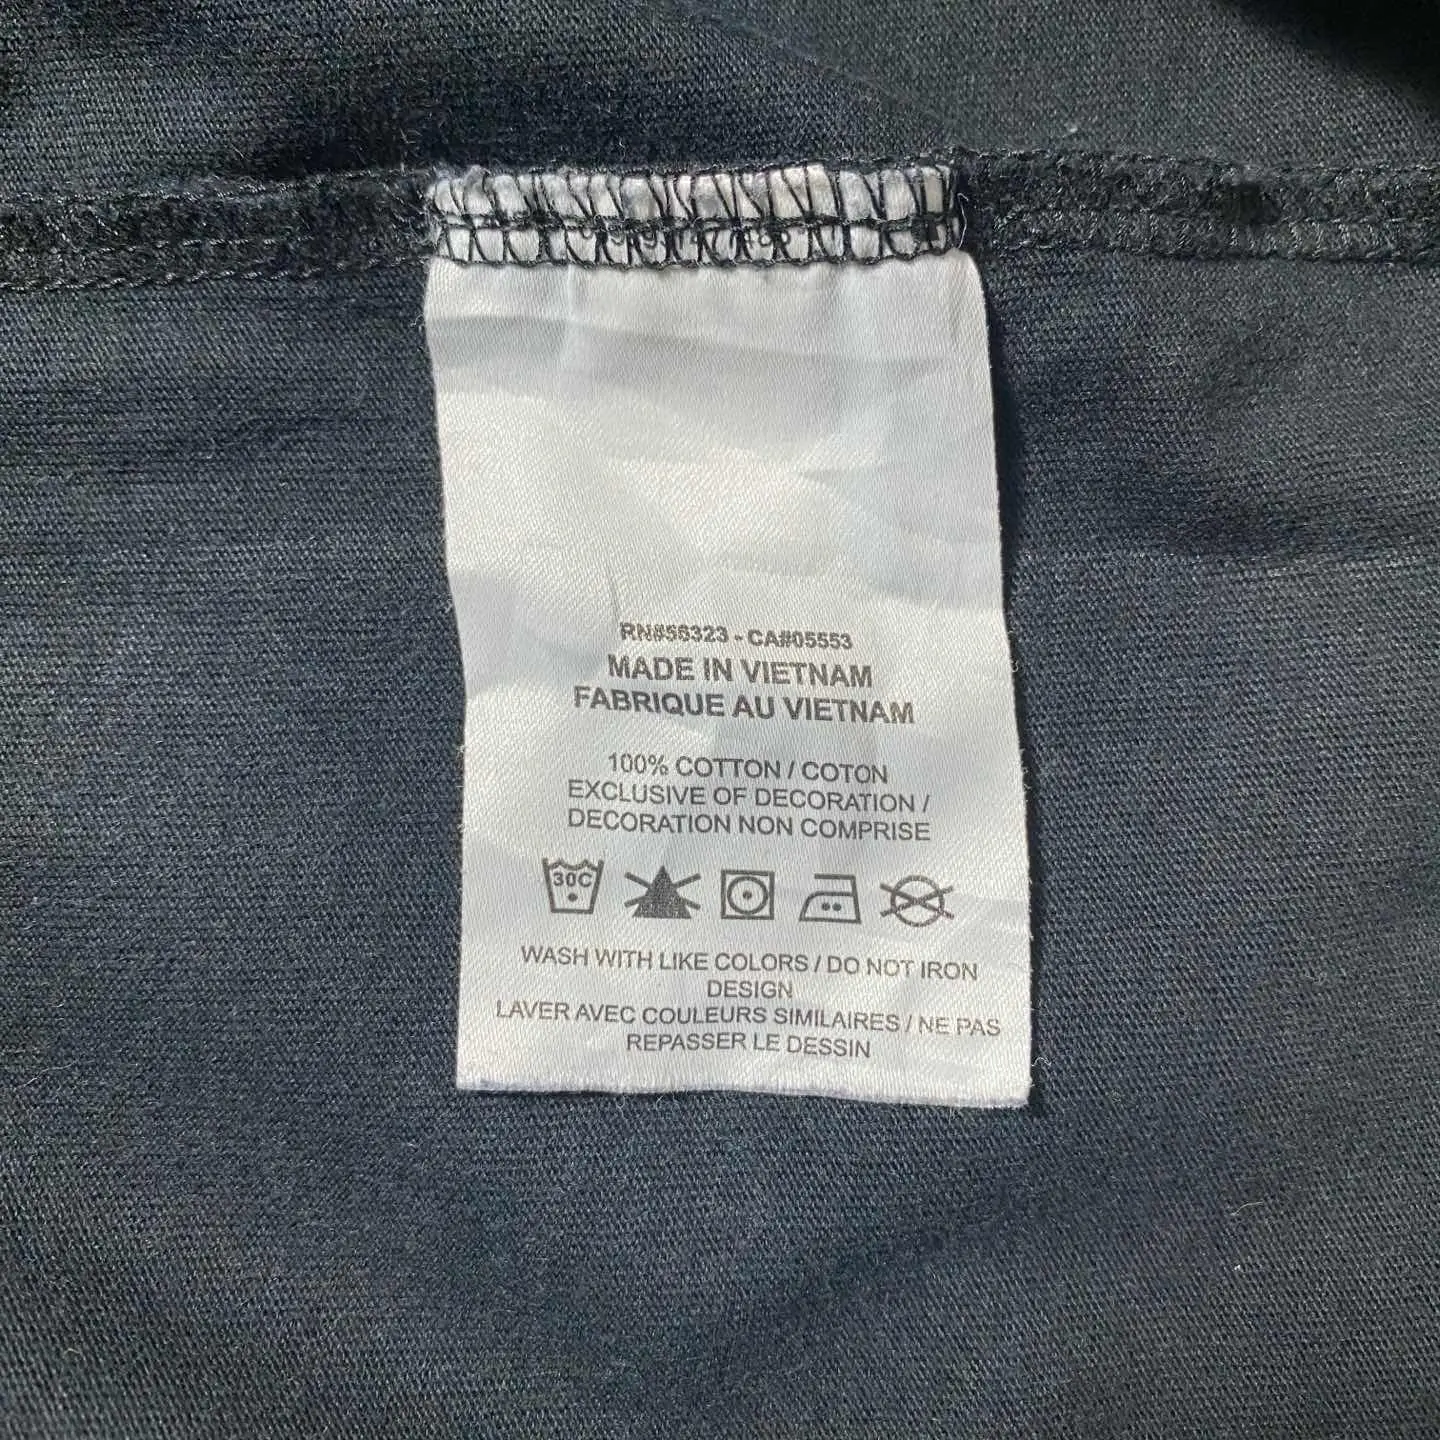 RN#56323 - CA#05553
MADE IN VIETNAM
FABRIQUE AU VIETNAM
100% COTTON / COTON
EXCLUSIVE OF DECORATION /
DECORATION NON COMPRISE
30C
WASH WITH LIKE COLORS / DO NOT IRON
DESIGN
LAVER AVEC COULEURS SIMILAIRES / NE PAS
REPASSER LE DESSIN